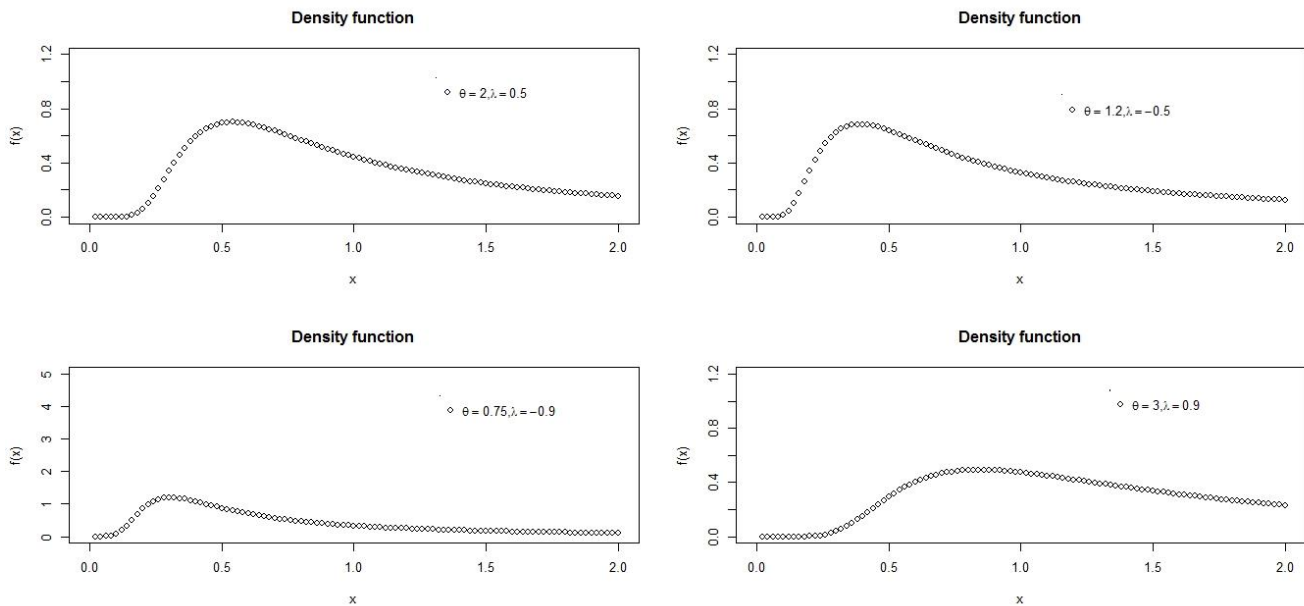 Density function
f(x)
1.2
0.8
0.4
0.0
θ = 2,λ = 0.5
0.0 0.5 1.0 1.5 2.0
x
Density function
f(x)
1.2
0.8
0.4
0.0
θ = 1.2,λ = −0.5
0.0 0.5 1.0 1.5 2.0
x
Density function
f(x)
5
4
3
2
1
0
θ = 0.75,λ = −0.9
0.0 0.5 1.0 1.5 2.0
x
Density function
f(x)
1.2
0.8
0.4
0.0
θ = 3,λ = 0.9
0.0 0.5 1.0 1.5 2.0
x